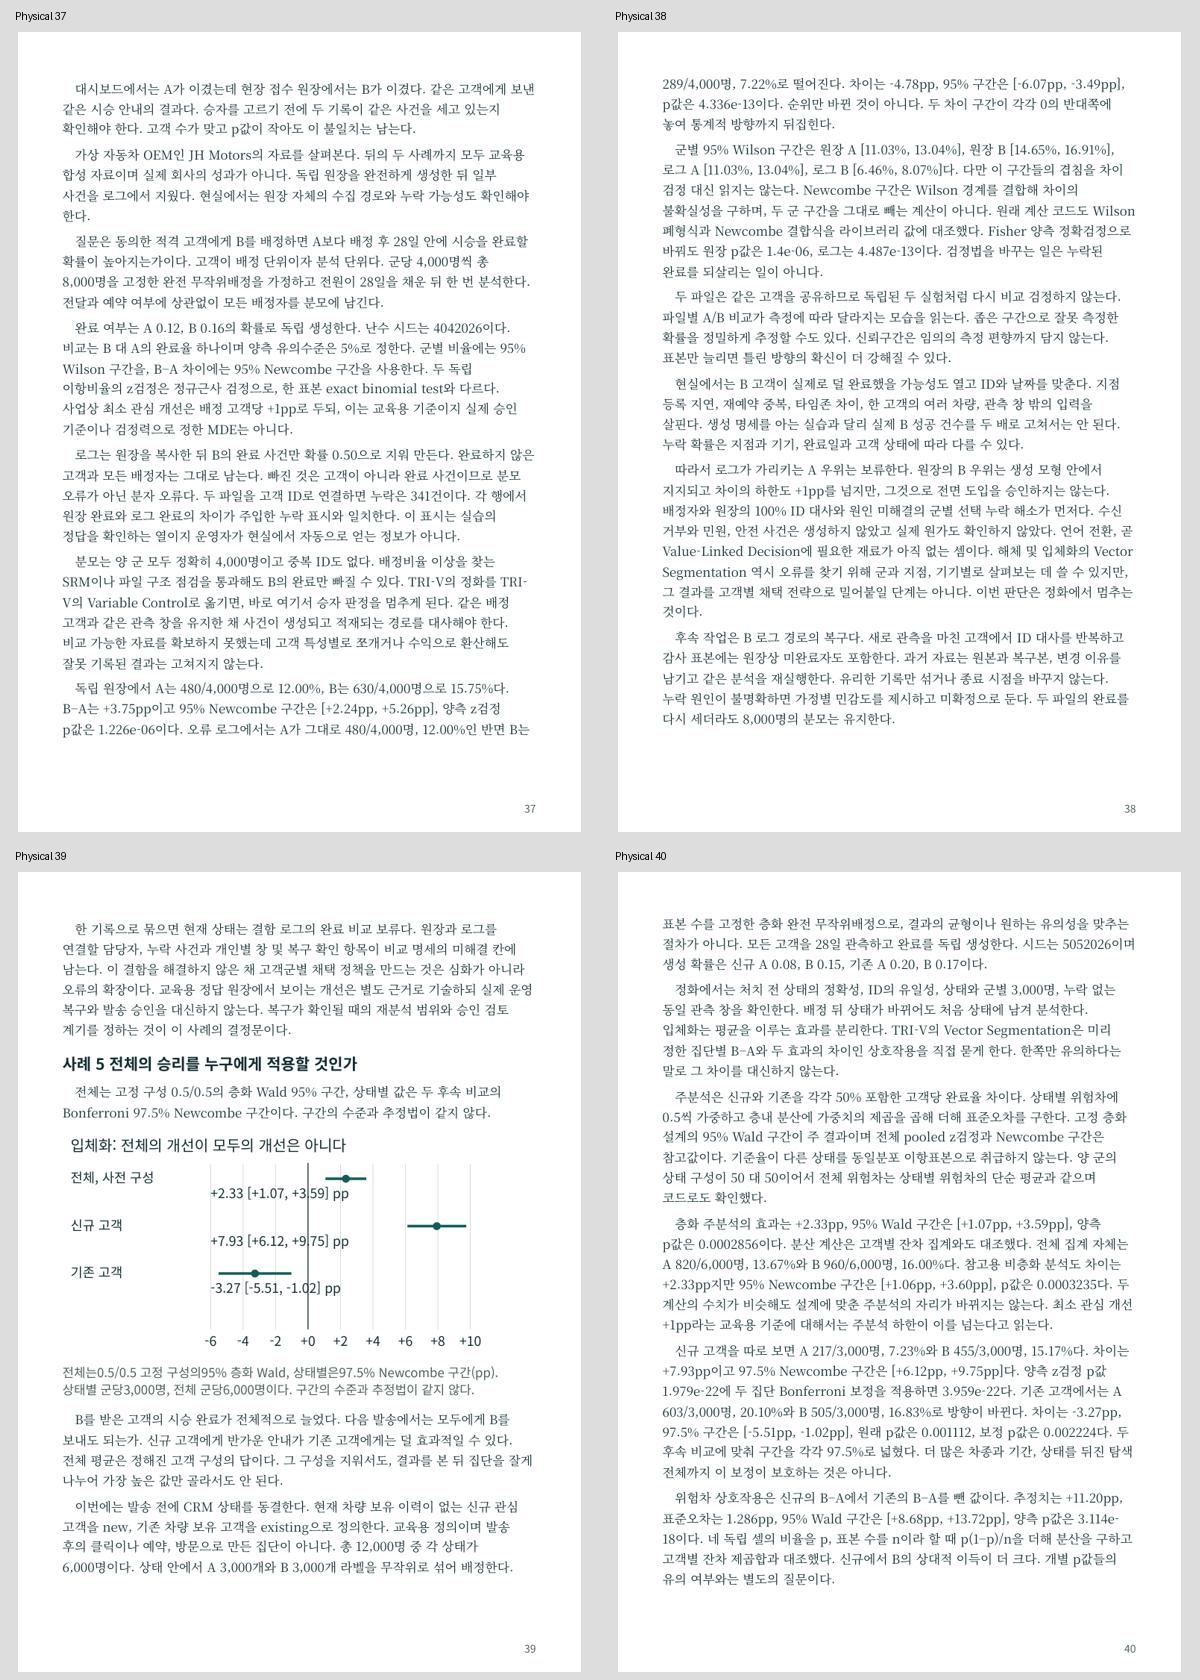 Physical 37
대시보드에서는 A가 이겼는데 현장 접수 원장에서는 B가 이겼다. 같은 고객에게 보낸
같은 시승 안내의 결과다. 승자를 고르기 전에 두 기록이 같은 사건을 세고 있는지
확인해야 한다. 고객 수가 맞고 p값이 작아도 이 불일치는 남는다.
가상 자동차 OEM인 JH Motors의 자료를 살펴본다. 뒤의 두 사례까지 모두 교육용
합성 자료이며 실제 회사의 성과가 아니다. 독립 원장을 완전하게 생성한 뒤 일부
사건을 로그에서 지웠다. 현실에서는 원장 자체의 수집 경로와 누락 가능성도 확인해야
한다.
질문은 동의한 적격 고객에게 B를 배정하면 A보다 배정 후 28일 안에 시승을 완료할
확률이 높아지는가이다. 고객이 배정 단위이자 분석 단위다. 군당 4,000명씩 총
8,000명을 고정한 완전 무작위배정을 가정하고 전원이 28일을 채운 뒤 한 번 분석한다.
전달과 예약 여부에 상관없이 모든 배정자를 분모에 남긴다.
완료 여부는 A 0.12, B 0.16의 확률로 독립 생성한다. 난수 시드는 4042026이다.
비교는 B 대 A의 완료율 하나이며 양측 유의수준은 5%로 정한다. 군별 비율에는 95%
Wilson 구간을, B−A 차이에는 95% Newcombe 구간을 사용한다. 두 독립
이항비율의 z검정은 정규근사 검정으로, 한 표본 exact binomial test와 다르다.
사업상 최소 관심 개선은 배정 고객당 +1pp로 두되, 이는 교육용 기준이지 실제 승인
기준이나 검정력으로 정한 MDE는 아니다.
로그는 원장을 복사한 뒤 B의 완료 사건만 확률 0.50으로 지워 만든다. 완료하지 않은
고객과 모든 배정자는 그대로 남는다. 빠진 것은 고객이 아니라 완료 사건이므로 분모
오류가 아닌 분자 오류다. 두 파일을 고객 ID로 연결하면 누락은 341건이다. 각 행에서
원장 완료와 로그 완료의 차이가 주입한 누락 표시와 일치한다. 이 표시는 실습의
정답을 확인하는 열이지 운영자가 현실에서 자동으로 얻는 정보가 아니다.
분모는 양 군 모두 정확히 4,000명이고 중복 ID도 없다. 배정비율 이상을 찾는
SRM이나 파일 구조 점검을 통과해도 B의 완료만 빠질 수 있다. TRI-V의 정화를 TRI-
V의 Variable Control로 옮기면, 바로 여기서 승자 판정을 멈추게 된다. 같은 배정
고객과 같은 관측 창을 유지한 채 사건이 생성되고 적재되는 경로를 대사해야 한다.
비교 가능한 자료를 확보하지 못했는데 고객 특성별로 쪼개거나 수익으로 환산해도
잘못 기록된 결과는 고쳐지지 않는다.
독립 원장에서 A는 480/4,000명으로 12.00%, B는 630/4,000명으로 15.75%다.
B−A는 +3.75pp이고 95% Newcombe 구간은 [+2.24pp, +5.26pp], 양측 z검정
p값은 1.226e-06이다. 오류 로그에서는 A가 그대로 480/4,000명, 12.00%인 반면 B는
37
Physical 38
289/4,000명, 7.22%로 떨어진다. 차이는 -4.78pp, 95% 구간은 [-6.07pp, -3.49pp],
p값은 4.336e-13이다. 순위만 바뀐 것이 아니다. 두 차이 구간이 각각 0의 반대쪽에
놓여 통계적 방향까지 뒤집힌다.
군별 95% Wilson 구간은 원장 A [11.03%, 13.04%], 원장 B [14.65%, 16.91%],
로그 A [11.03%, 13.04%], 로그 B [6.46%, 8.07%]다. 다만 이 구간들의 겹침을 차이
검정 대신 읽지는 않는다. Newcombe 구간은 Wilson 경계를 결합해 차이의
불확실성을 구하며, 두 군 구간을 그대로 빼는 계산이 아니다. 원래 계산 코드도 Wilson
폐형식과 Newcombe 결합식을 라이브러리 값에 대조했다. Fisher 양측 정확검정으로
바꿔도 원장 p값은 1.4e-06, 로그는 4.487e-13이다. 검정법을 바꾸는 일은 누락된
완료를 되살리는 일이 아니다.
두 파일은 같은 고객을 공유하므로 독립된 두 실험처럼 다시 비교 검정하지 않는다.
파일별 A/B 비교가 측정에 따라 달라지는 모습을 읽는다. 좁은 구간으로 잘못 측정한
확률을 정밀하게 추정할 수도 있다. 신뢰구간은 임의의 측정 편향까지 담지 않는다.
표본만 늘리면 틀린 방향의 확신이 더 강해질 수 있다.
현실에서는 B 고객이 실제로 덜 완료했을 가능성도 열고 ID와 날짜를 맞춘다. 지점
등록 지연, 재예약 중복, 타임존 차이, 한 고객의 여러 차량, 관측 창 밖의 입력을
살핀다. 생성 명세를 아는 실습과 달리 실제 B 성공 건수를 두 배로 고쳐서는 안 된다.
누락 확률은 지점과 기기, 완료일과 고객 상태에 따라 다를 수 있다.
따라서 로그가 가리키는 A 우위는 보류한다. 원장의 B 우위는 생성 모형 안에서
지지되고 차이의 하한도 +1pp를 넘지만, 그것으로 전면 도입을 승인하지는 않는다.
배정자와 원장의 100% ID 대사와 원인 미해결의 군별 선택 누락 해소가 먼저다. 수신
거부와 민원, 안전 사건은 생성하지 않았고 실제 원가도 확인하지 않았다. 언어 전환, 곧
Value-Linked Decision에 필요한 재료가 아직 없는 셈이다. 해체 및 입체화의 Vector
Segmentation 역시 오류를 찾기 위해 군과 지점, 기기별로 살펴보는 데 쓸 수 있지만,
그 결과를 고객별 채택 전략으로 밀어붙일 단계는 아니다. 이번 판단은 정화에서 멈추는
것이다.
후속 작업은 B 로그 경로의 복구다. 새로 관측을 마친 고객에서 ID 대사를 반복하고
감사 표본에는 원장상 미완료자도 포함한다. 과거 자료는 원본과 복구본, 변경 이유를
남기고 같은 분석을 재실행한다. 유리한 기록만 섞거나 종료 시점을 바꾸지 않는다.
누락 원인이 불명확하면 가정별 민감도를 제시하고 미확정으로 둔다. 두 파일의 완료를
다시 세더라도 8,000명의 분모는 유지한다.
38
Physical 39
한 기록으로 묶으면 현재 상태는 결함 로그의 완료 비교 보류다. 원장과 로그를
연결할 담당자, 누락 사건과 개인별 창 및 복구 확인 항목이 비교 명세의 미해결 칸에
남는다. 이 결함을 해결하지 않은 채 고객군별 채택 정책을 만드는 것은 심화가 아니라
오류의 확장이다. 교육용 정답 원장에서 보이는 개선은 별도 근거로 기술하되 실제 운영
복구와 발송 승인을 대신하지 않는다. 복구가 확인될 때의 재분석 범위와 승인 검토
계기를 정하는 것이 이 사례의 결정문이다.
사례 5 전체의 승리를 누구에게 적용할 것인가
전체는 고정 구성 0.5/0.5의 층화 Wald 95% 구간, 상태별 값은 두 후속 비교의
Bonferroni 97.5% Newcombe 구간이다. 구간의 수준과 추정법이 같지 않다.
입체화: 전체의 개선이 모두의 개선은 아니다
전체, 사전 구성
+2.33 [+1.07, +3.59] pp
신규 고객
+7.93 [+6.12, +9.75] pp
기존 고객
-3.27 [-5.51, -1.02] pp
-6 -4 -2 +0 +2 +4 +6 +8 +10
전체는0.5/0.5 고정 구성의95% 층화 Wald, 상태별은97.5% Newcombe 구간(pp).
상태별 군당3,000명, 전체 군당6,000명이다. 구간의 수준과 추정법이 같지 않다.
B를 받은 고객의 시승 완료가 전체적으로 늘었다. 다음 발송에서는 모두에게 B를
보내도 되는가. 신규 고객에게 반가운 안내가 기존 고객에게는 덜 효과적일 수 있다.
전체 평균은 정해진 고객 구성의 답이다. 그 구성을 지워서도, 결과를 본 뒤 집단을 잘게
나누어 가장 높은 값만 골라서도 안 된다.
이번에는 발송 전에 CRM 상태를 동결한다. 현재 차량 보유 이력이 없는 신규 관심
고객을 new, 기존 차량 보유 고객을 existing으로 정의한다. 교육용 정의이며 발송
후의 클릭이나 예약, 방문으로 만든 집단이 아니다. 총 12,000명 중 각 상태가
6,000명이다. 상태 안에서 A 3,000개와 B 3,000개 라벨을 무작위로 섞어 배정한다.
39
Physical 40
표본 수를 고정한 층화 완전 무작위배정으로, 결과의 균형이나 원하는 유의성을 맞추는
절차가 아니다. 모든 고객을 28일 관측하고 완료를 독립 생성한다. 시드는 5052026이며
생성 확률은 신규 A 0.08, B 0.15, 기존 A 0.20, B 0.17이다.
정화에서는 처치 전 상태의 정확성, ID의 유일성, 상태와 군별 3,000명, 누락 없는
동일 관측 창을 확인한다. 배정 뒤 상태가 바뀌어도 처음 상태에 남겨 분석한다.
입체화는 평균을 이루는 효과를 분리한다. TRI-V의 Vector Segmentation은 미리
정한 집단별 B−A와 두 효과의 차이인 상호작용을 직접 묻게 한다. 한쪽만 유의하다는
말로 그 차이를 대신하지 않는다.
주분석은 신규와 기존을 각각 50% 포함한 고객당 완료율 차이다. 상태별 위험차에
0.5씩 가중하고 층내 분산에 가중치의 제곱을 곱해 더해 표준오차를 구한다. 고정 층화
설계의 95% Wald 구간이 주 결과이며 전체 pooled z검정과 Newcombe 구간은
참고값이다. 기준율이 다른 상태를 동일분포 이항표본으로 취급하지 않는다. 양 군의
상태 구성이 50 대 50이어서 전체 위험차는 상태별 위험차의 단순 평균과 같으며
코드로도 확인했다.
층화 주분석의 효과는 +2.33pp, 95% Wald 구간은 [+1.07pp, +3.59pp], 양측
p값은 0.0002856이다. 분산 계산은 고객별 잔차 집계와도 대조했다. 전체 집계 자체는
A 820/6,000명, 13.67%와 B 960/6,000명, 16.00%다. 참고용 비층화 분석도 차이는
+2.33pp지만 95% Newcombe 구간은 [+1.06pp, +3.60pp], p값은 0.0003235다. 두
계산의 수치가 비슷해도 설계에 맞춘 주분석의 자리가 바뀌지는 않는다. 최소 관심 개선
+1pp라는 교육용 기준에 대해서는 주분석 하한이 이를 넘는다고 읽는다.
신규 고객을 따로 보면 A 217/3,000명, 7.23%와 B 455/3,000명, 15.17%다. 차이는
+7.93pp이고 97.5% Newcombe 구간은 [+6.12pp, +9.75pp]다. 양측 z검정 p값
1.979e-22에 두 집단 Bonferroni 보정을 적용하면 3.959e-22다. 기존 고객에서는 A
603/3,000명, 20.10%와 B 505/3,000명, 16.83%로 방향이 바뀐다. 차이는 -3.27pp,
97.5% 구간은 [-5.51pp, -1.02pp], 원래 p값은 0.001112, 보정 p값은 0.002224다. 두
후속 비교에 맞춰 구간을 각각 97.5%로 넓혔다. 더 많은 차종과 기간, 상태를 뒤진 탐색
전체까지 이 보정이 보호하는 것은 아니다.
위험차 상호작용은 신규의 B−A에서 기존의 B−A를 뺀 값이다. 추정치는 +11.20pp,
표준오차는 1.286pp, 95% Wald 구간은 [+8.68pp, +13.72pp], 양측 p값은 3.114e-
18이다. 네 독립 셀의 비율을 p, 표본 수를 n이라 할 때 p(1−p)/n을 더해 분산을 구하고
고객별 잔차 제곱합과 대조했다. 신규에서 B의 상대적 이득이 더 크다. 개별 p값들의
유의 여부와는 별도의 질문이다.
40